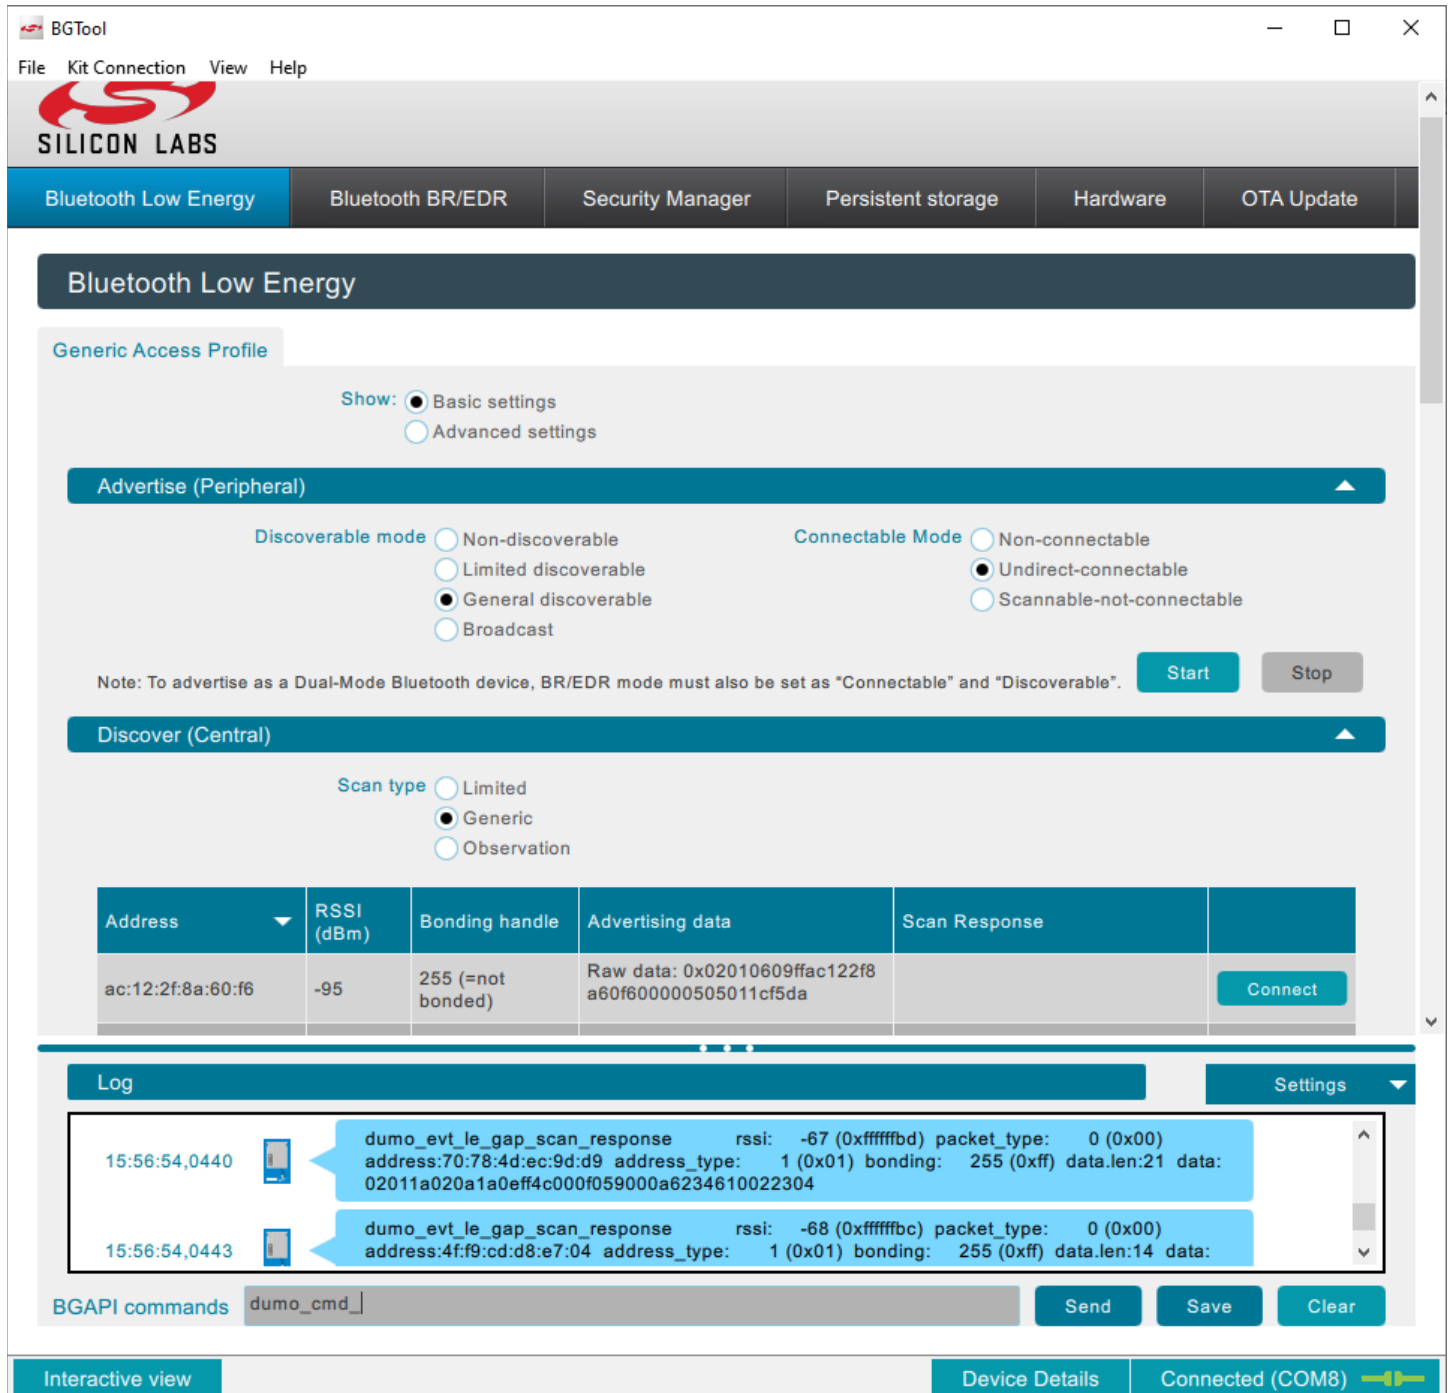 BGTool
File Kit Connection View Help
SILICON LABS
Bluetooth Low Energy Bluetooth BR/EDR Security Manager Persistent storage Hardware OTA Update
Bluetooth Low Energy
Generic Access Profile
Show: Basic settings
Advanced settings
Advertise (Peripheral)
Discoverable mode Non-discoverable Connectable Mode Non-connectable
Limited discoverable Undirect-connectable
General discoverable Scannable-not-connectable
Broadcast
Note: To advertise as a Dual-Mode Bluetooth device, BR/EDR mode must also be set as “Connectable” and “Discoverable”. Start Stop
Discover (Central)
Scan type Limited
Generic
Observation
Address RSSI (dBm) Bonding handle Advertising data Scan Response
ac:12:2f:8a:60:f6 -95 255 (=not bonded) Raw data: 0x02010609ffac122f8
a60f600000505011cf5da Connect
Log Settings
15:56:54,0440 dumo_evt_le_gap_scan_response rssi: -67 (0xffffffbd) packet_type: 0 (0x00)
address:70:78:4d:ec:9d:d9 address_type: 1 (0x01) bonding: 255 (0xff) data.len:21 data:
02011a020a1a0eff4c000f059000a6234610022304
15:56:54,0443 dumo_evt_le_gap_scan_response rssi: -68 (0xffffffbc) packet_type: 0 (0x00)
address:4f:f9:cd:d8:e7:04 address_type: 1 (0x01) bonding: 255 (0xff) data.len:14 data:
BGAPI commands dumo_cmd_ Send Save Clear
Interactive view Device Details Connected (COM8)